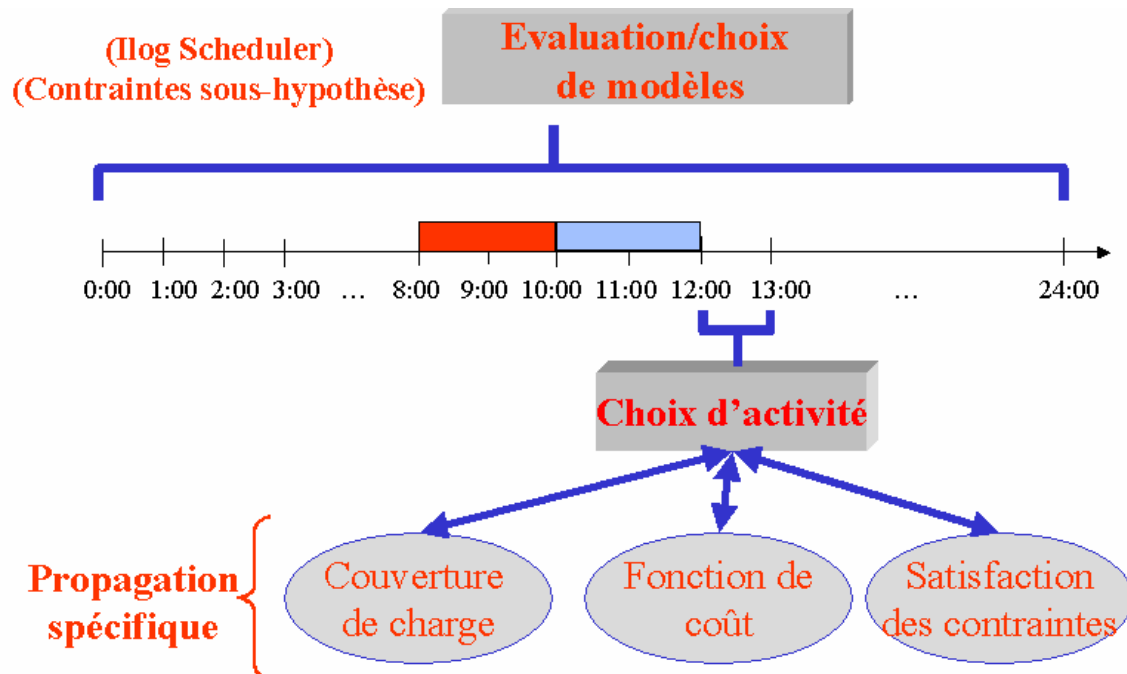 (Ilog Scheduler)
(Contraintes sous-hypothèse)
Evaluation/choix
de modèles
0:00 1:00 2:00 3:00 ... 8:00 9:00 10:00 11:00 12:00 13:00 ... 24:00
Choix d'activité
Propagation
spécifique
Couverture
de charge
Fonction de
coût
Satisfaction
des contraintes